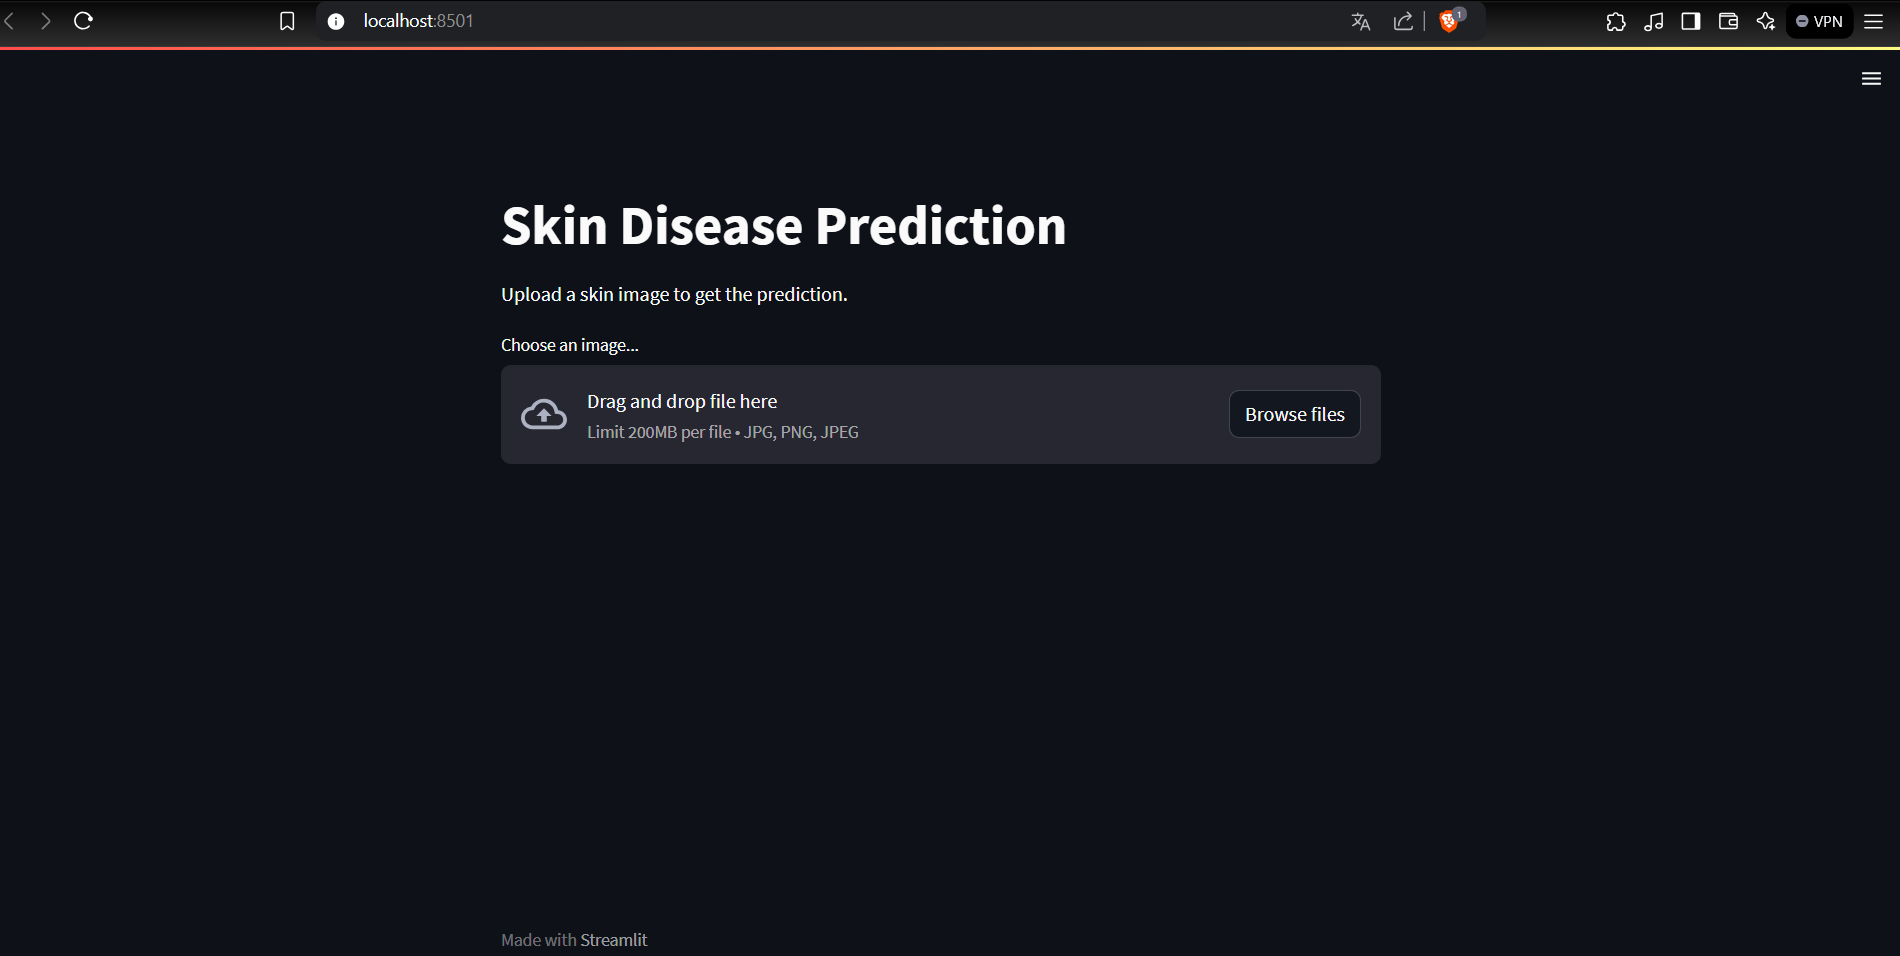 localhost:8501
1
VPN
Skin Disease Prediction
Upload a skin image to get the prediction.
Choose an image...
Drag and drop file here
Limit 200MB per file • JPG, PNG, JPEG
Browse files
Made with Streamlit